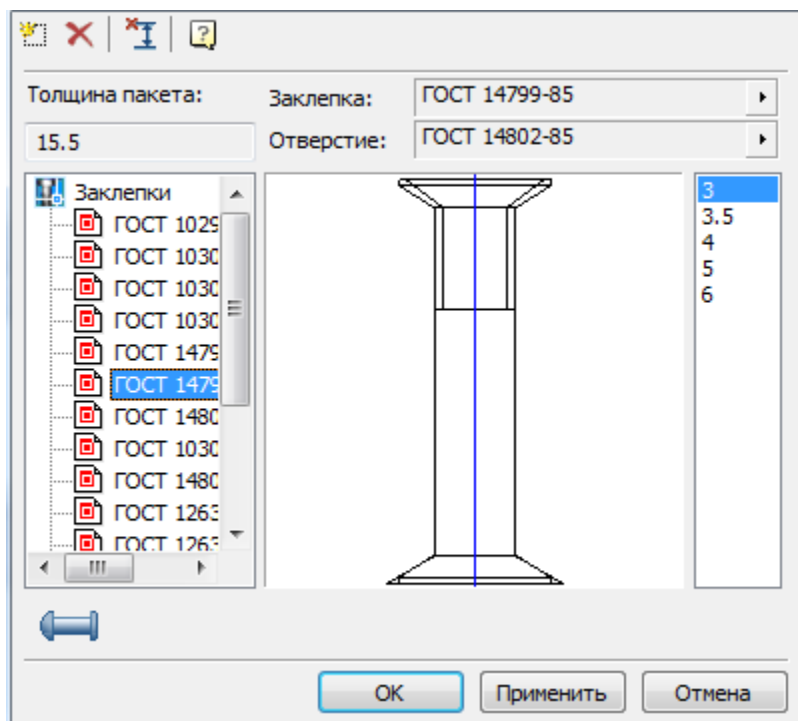 Толщина пакета:
Заклепка:
ГОСТ 14799-85
15.5
Отверстие:
ГОСТ 14802-85
Заклепки
ГОСТ 1029
ГОСТ 1030
ГОСТ 1030
ГОСТ 1030
ГОСТ 1479
ГОСТ 1479
ГОСТ 1480
ГОСТ 1030
ГОСТ 1480
ГОСТ 1263
ГОСТ 1263
3
3.5
4
5
6
OK
Применить
Отмена